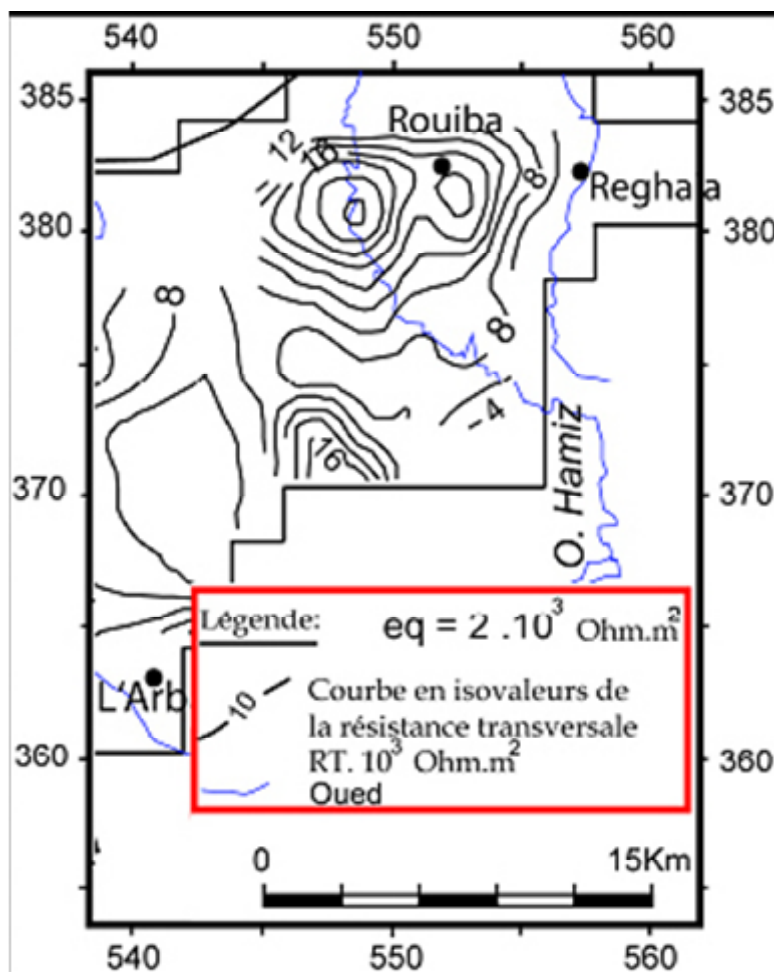 540 550 560
385 385
Rouiba
12
16
8
Reghaia
380 380
8
8
-4
16
370 370
O. Hamiz
Légende: eq = 2 .10³ Ohm.m²
L'Arb
10
Courbe en isovaleurs de
la résistance transversale
RT. 10³ Ohm.m²
Oued
360 360
0 15Km
540 550 560